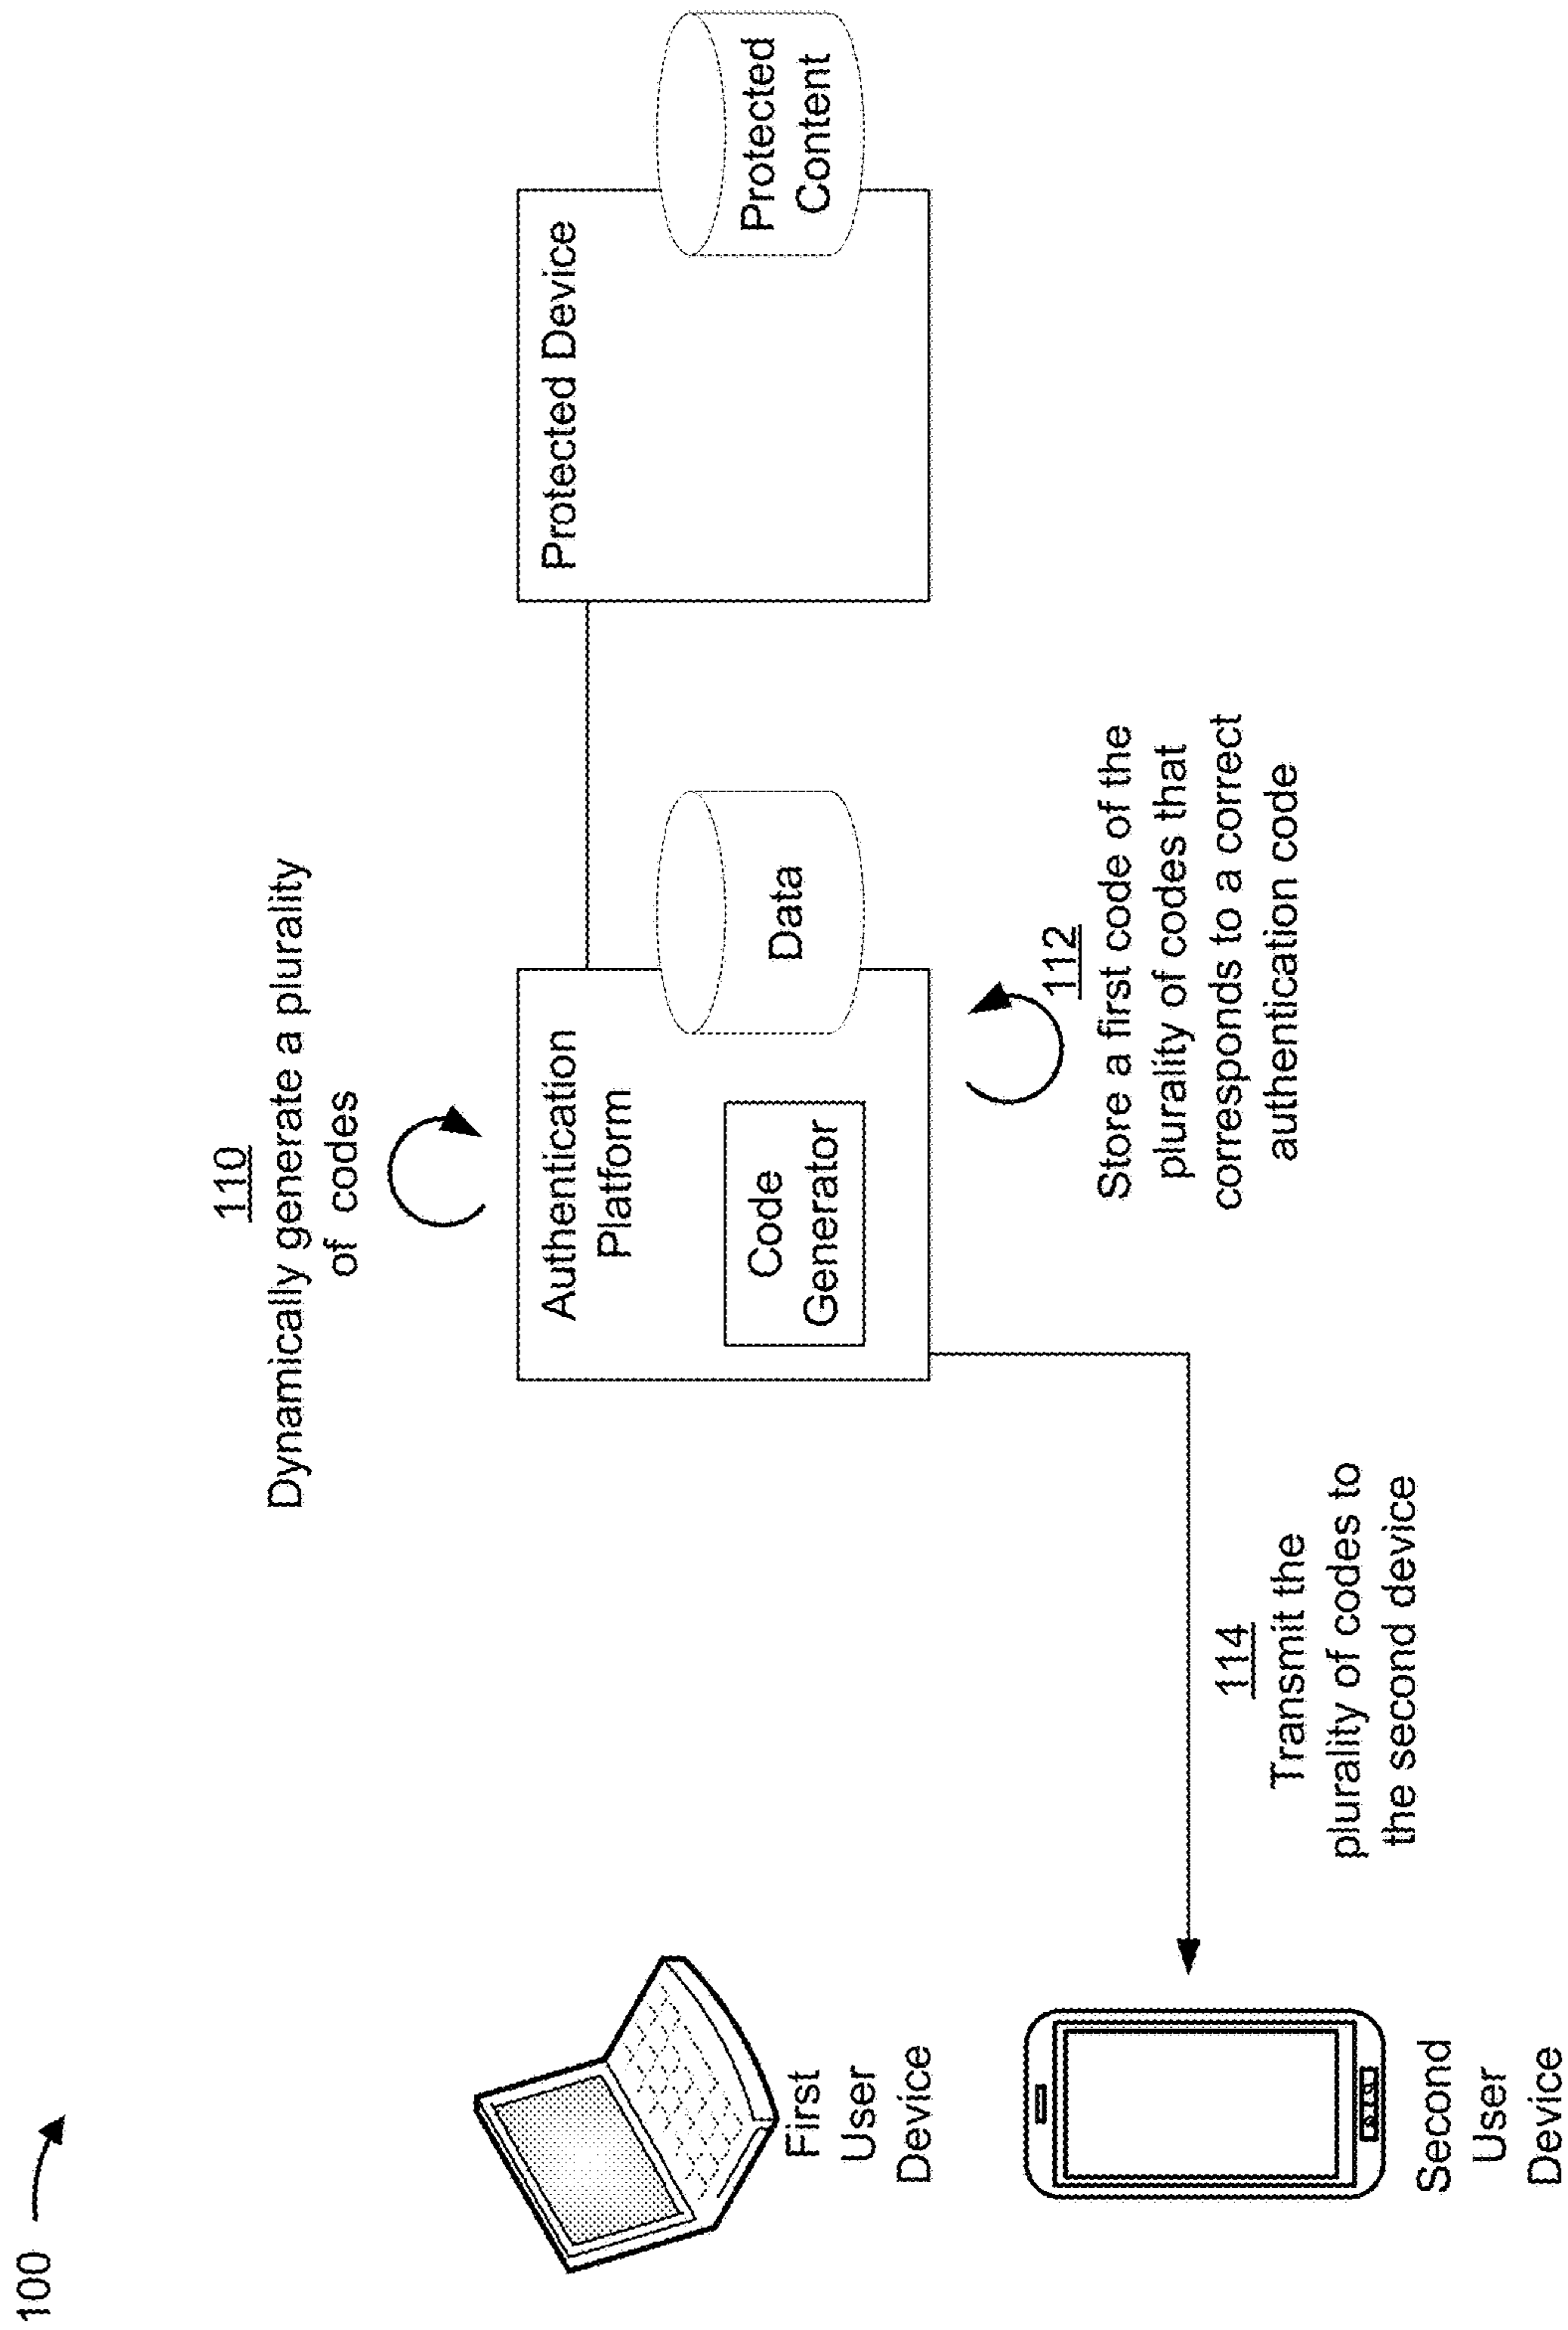 100
110
Dynamically generate a plurality
of codes
Authentication
Platform
Code
Generator
Data
Protected Device
Protected
Content
112
Store a first code of the
plurality of codes that
corresponds to a correct
authentication code
First
User
Device
114
Transmit the
plurality of codes to
the second device
Second
User
Device